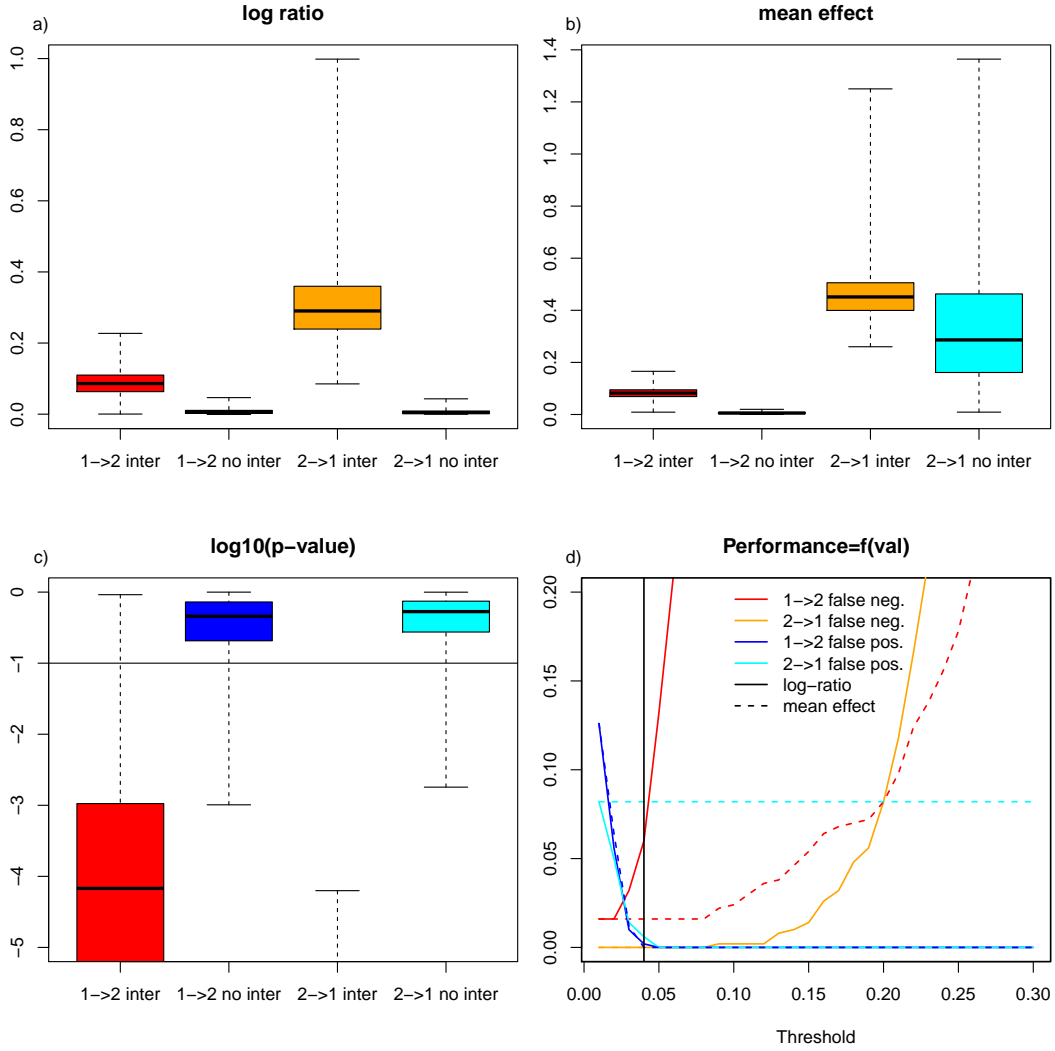 a)
log ratio
1.0
0.8
0.6
0.4
0.2
0.0
1->2 inter
1->2 no inter
2->1 inter
2->1 no inter
b)
mean effect
1.4
1.2
1.0
0.8
0.6
0.4
0.2
0.0
1->2 inter
1->2 no inter
2->1 inter
2->1 no inter
c)
log10(p-value)
0
-1
-2
-3
-4
-5
1->2 inter
1->2 no inter
2->1 inter
2->1 no inter
d)
Performance=f(val)
0.20
0.15
0.10
0.05
0.00
1->2 false neg.
2->1 false neg.
1->2 false pos.
2->1 false pos.
log-ratio
mean effect
0.00 0.05 0.10 0.15 0.20 0.25 0.30
Threshold